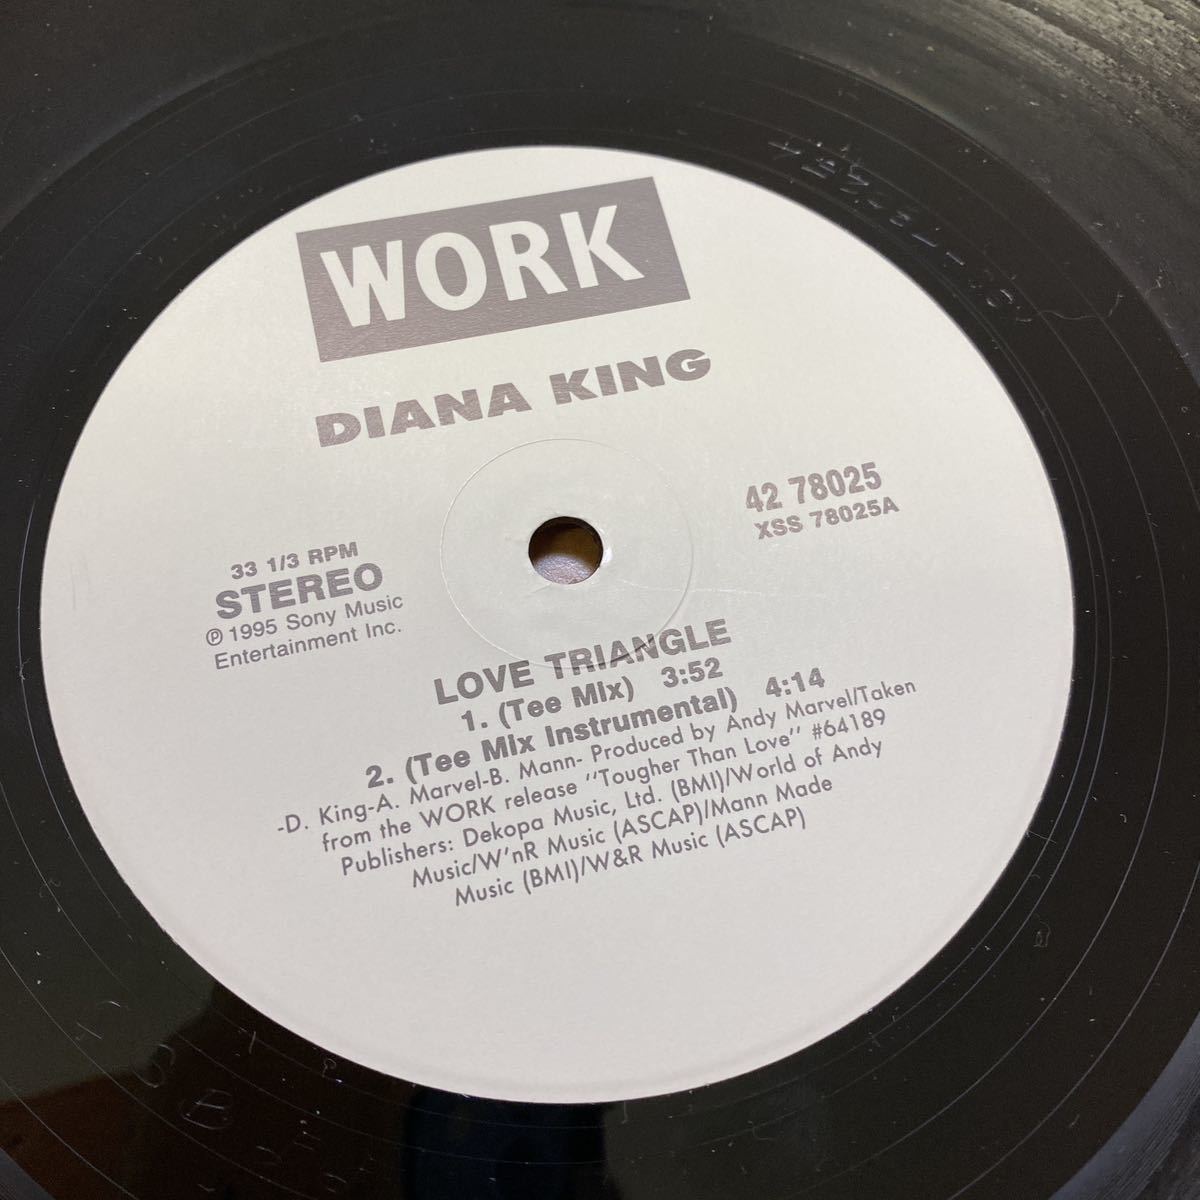 WORK
DIANA KING
42 78025
XSS 78025A
33 1/3 RPM
STEREO
℗ 1995 Sony Music
Entertainment Inc.
LOVE TRIANGLE
1. (Tee Mix) 3:52
2. (Tee Mix Instrumental) 4:14
-D. King-A. Marvel-B. Mann- Produced by Andy Marvel/Taken
from the WORK release "Tougher Than Love" #64189
Publishers: Dekopa Music, Ltd. (BMI)/World of Andy
Music/W'nR Music (ASCAP)/Mann Made
Music (BMI)/W&R Music (ASCAP)